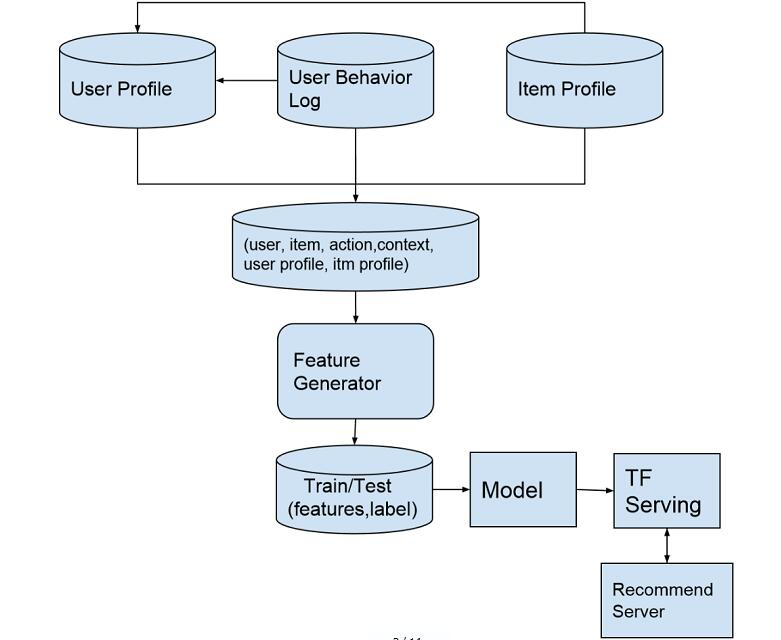 User Profile
User Behavior
Log
Item Profile
(user, item, action,context,
user profile, itm profile)
Feature
Generator
Train/Test
(features,label)
Model
TF
Serving
Recommend
Server